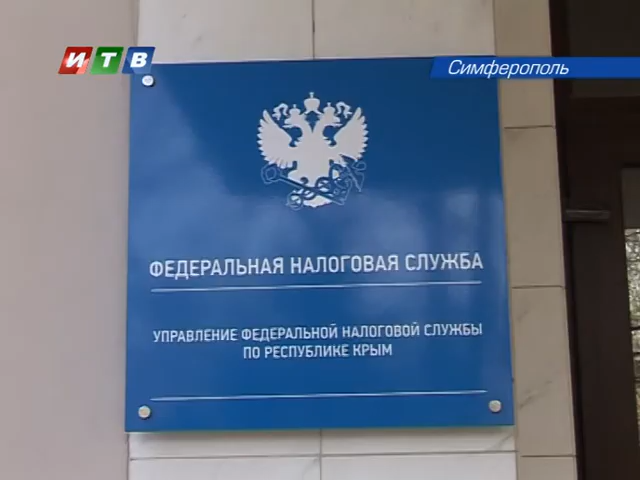 ИТВ
Симферополь
ФЕДЕРАЛЬНАЯ НАЛОГОВАЯ СЛУЖБА
УПРАВЛЕНИЕ ФЕДЕРАЛЬНОЙ НАЛОГОВОЙ СЛУЖБЫ
ПО РЕСПУБЛИКЕ КРЫМ